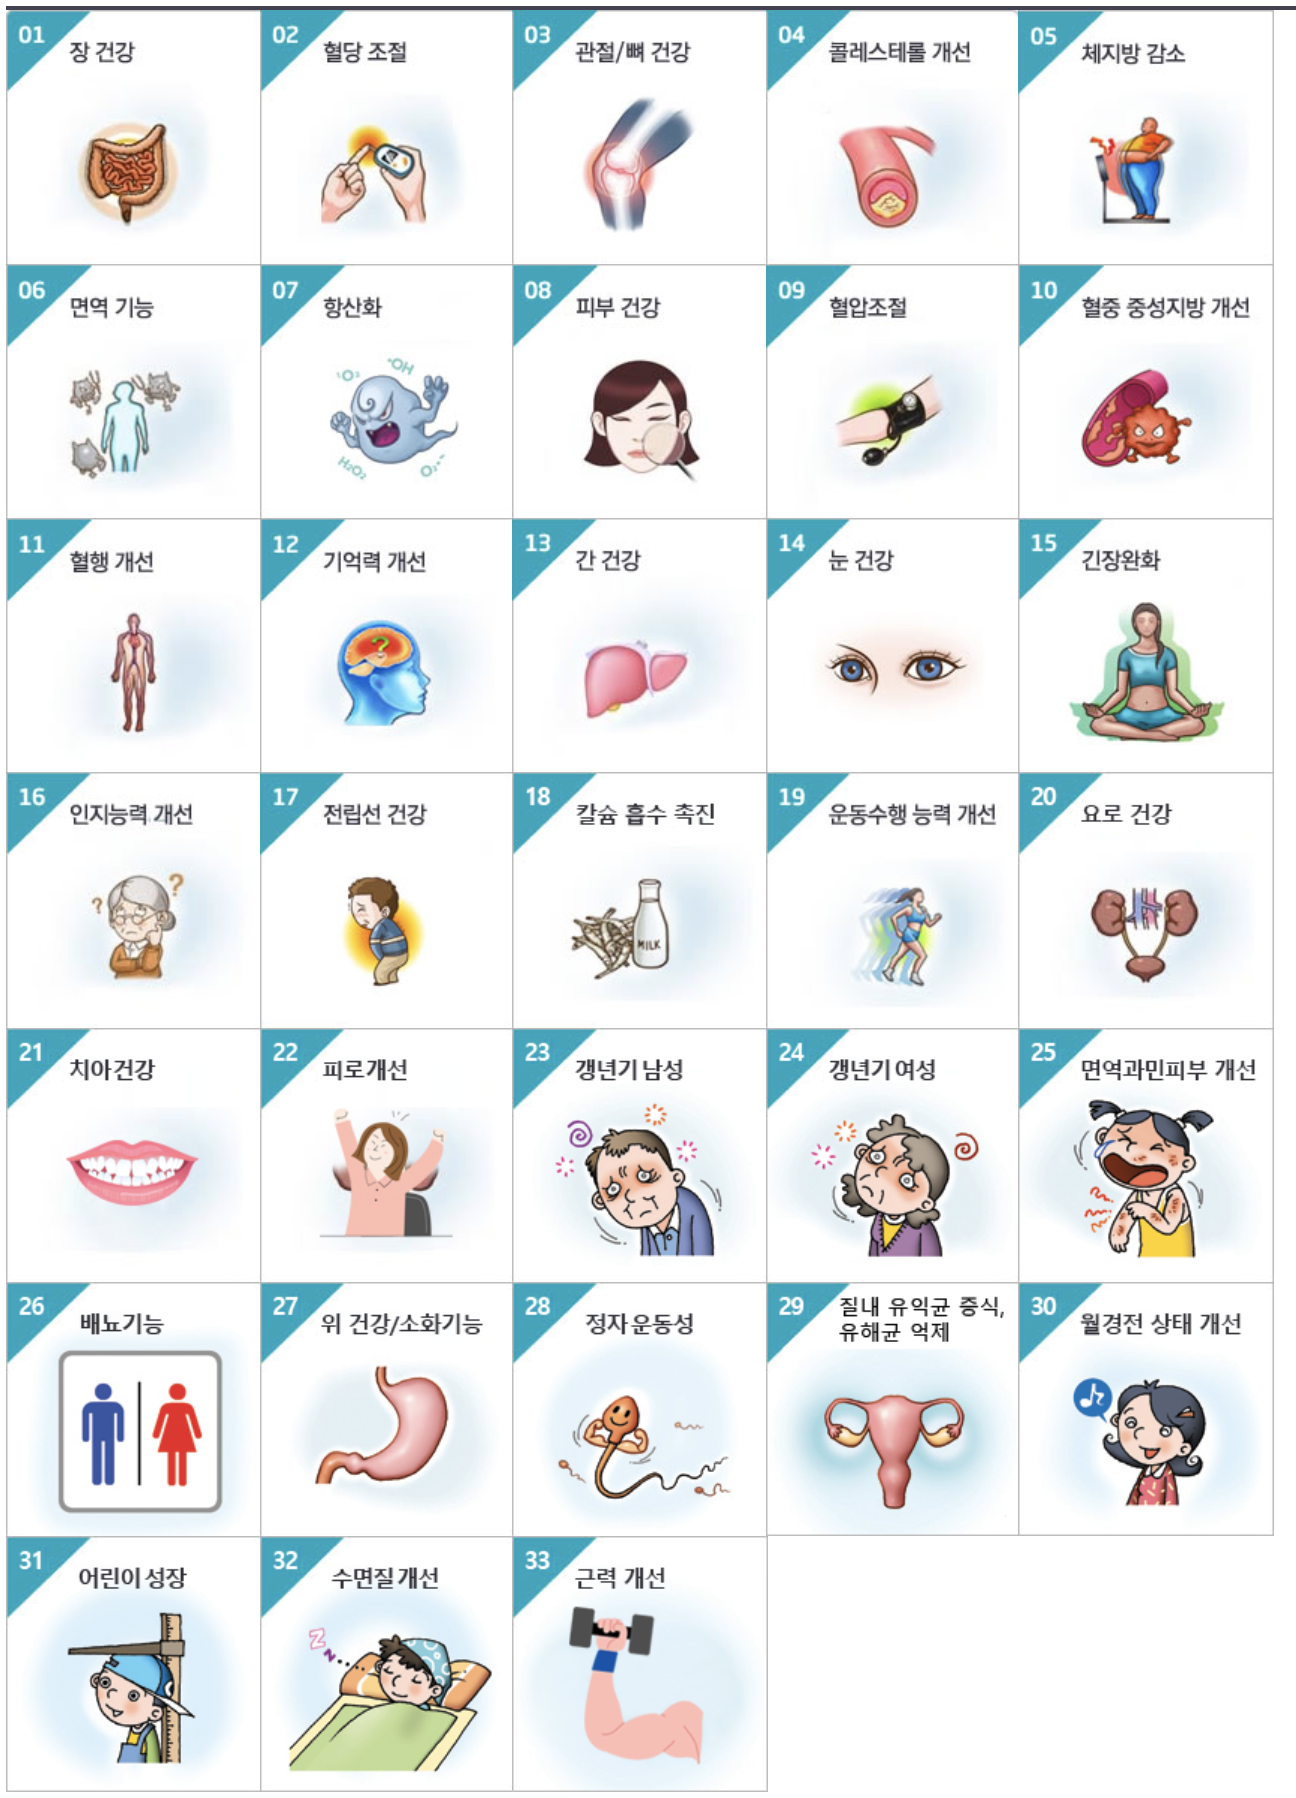 01 장 건강
02 혈당 조절
03 관절/뼈 건강
04 콜레스테롤 개선
05 체지방 감소
06 면역 기능
07 항산화
¹O₂
•OH
H₂O₂
O₂•-
08 피부 건강
09 혈압조절
10 혈중 중성지방 개선
11 혈행 개선
12 기억력 개선
?
13 간 건강
14 눈 건강
15 긴장완화
16 인지능력 개선
? ?
17 전립선 건강
18 칼슘 흡수 촉진
MILK
19 운동수행 능력 개선
20 요로 건강
21 치아건강
22 피로개선
23 갱년기 남성
24 갱년기 여성
25 면역과민피부 개선
26 배뇨기능
27 위 건강/소화기능
28 정자 운동성
29 질내 유익균 증식,
유해균 억제
30 월경전 상태 개선
31 어린이 성장
32 수면질 개선
Z N
33 근력 개선